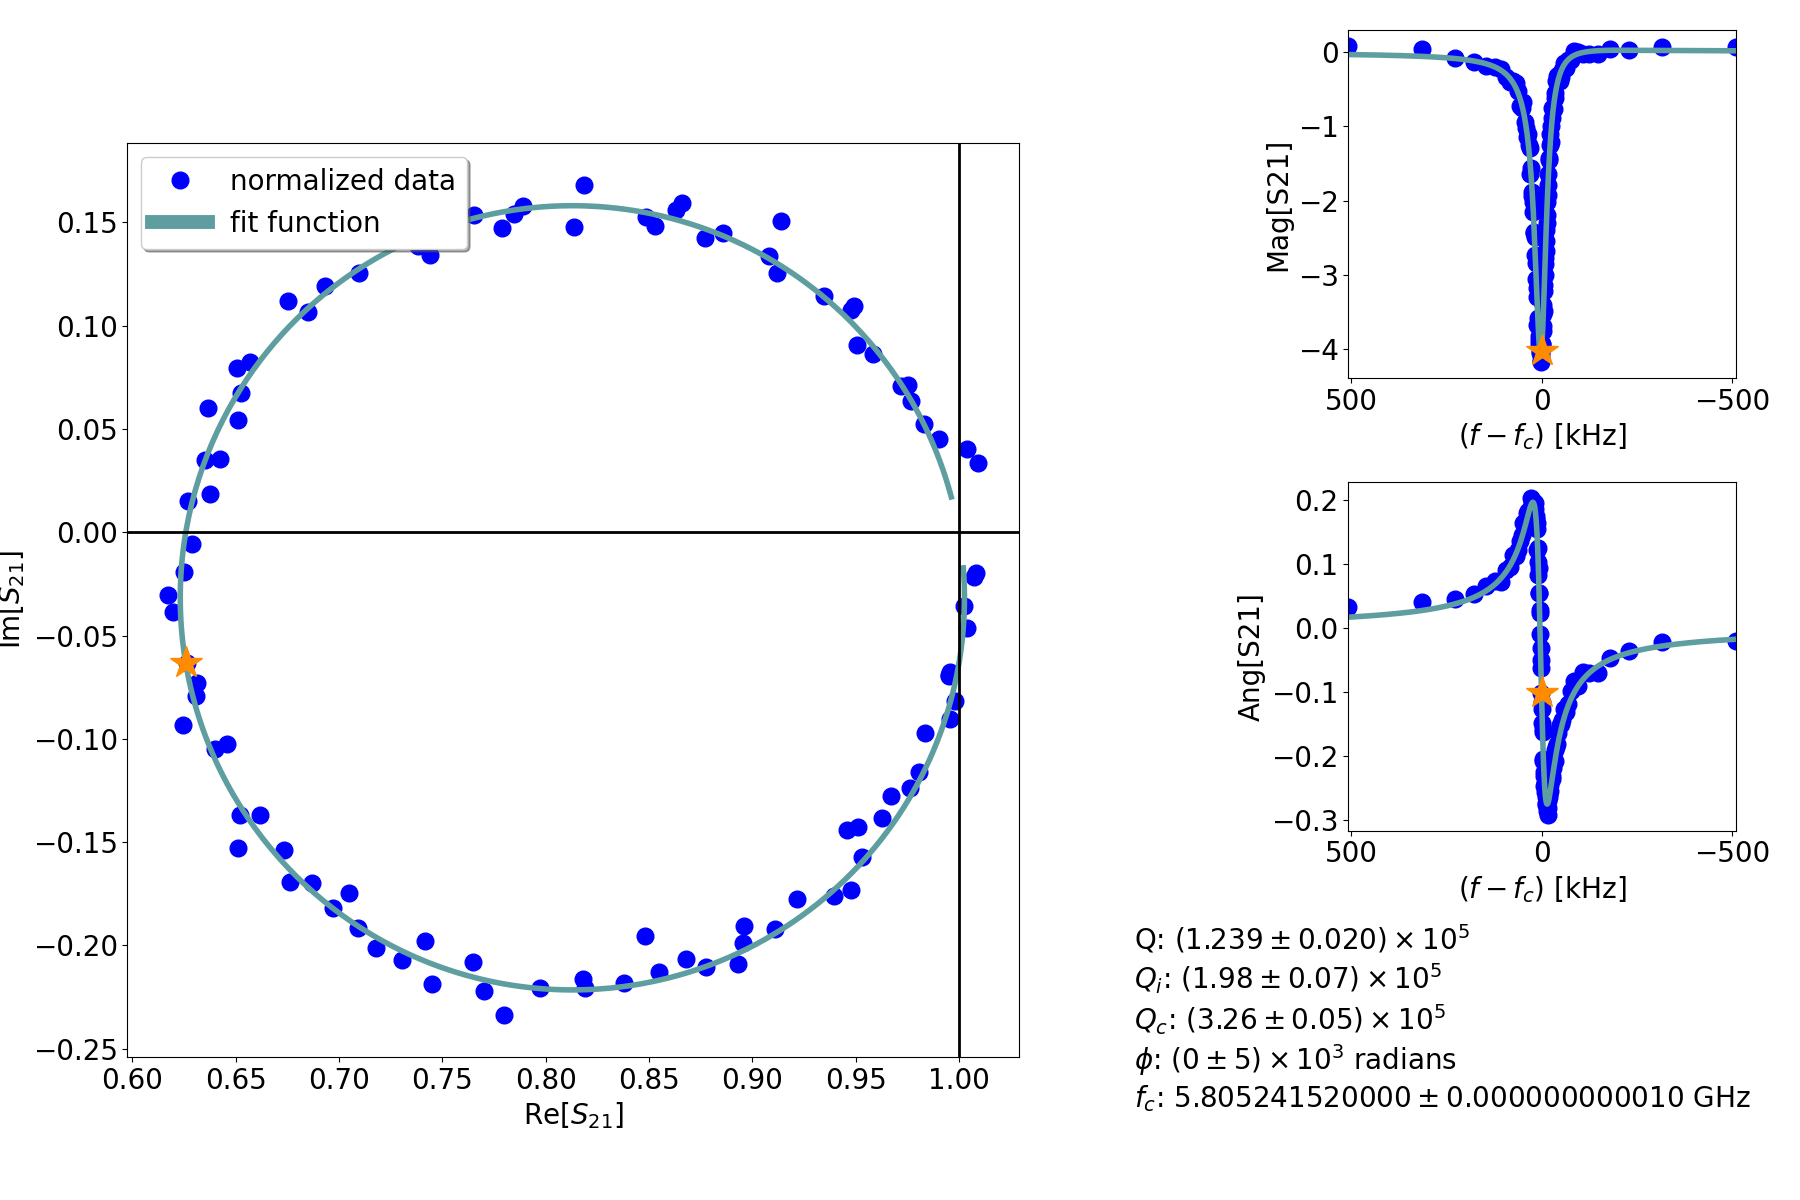 normalized data
fit function
0.15
0.10
0.05
0.00
−0.05
−0.10
−0.15
−0.20
−0.25
Im[S21]
0.60 0.65 0.70 0.75 0.80 0.85 0.90 0.95 1.00
Re[S21]
0
−1
−2
−3
−4
Mag[S21]
500 0 −500
(f − fc) [kHz]
0.2
0.1
0.0
−0.1
−0.2
−0.3
Ang[S21]
500 0 −500
(f − fc) [kHz]
Q: (1.239 ± 0.020) × 10^5
Qi: (1.98 ± 0.07) × 10^5
Qc: (3.26 ± 0.05) × 10^5
ϕ: (0 ± 5) × 10^3 radians
fc: 5.805241520000 ± 0.000000000010 GHz